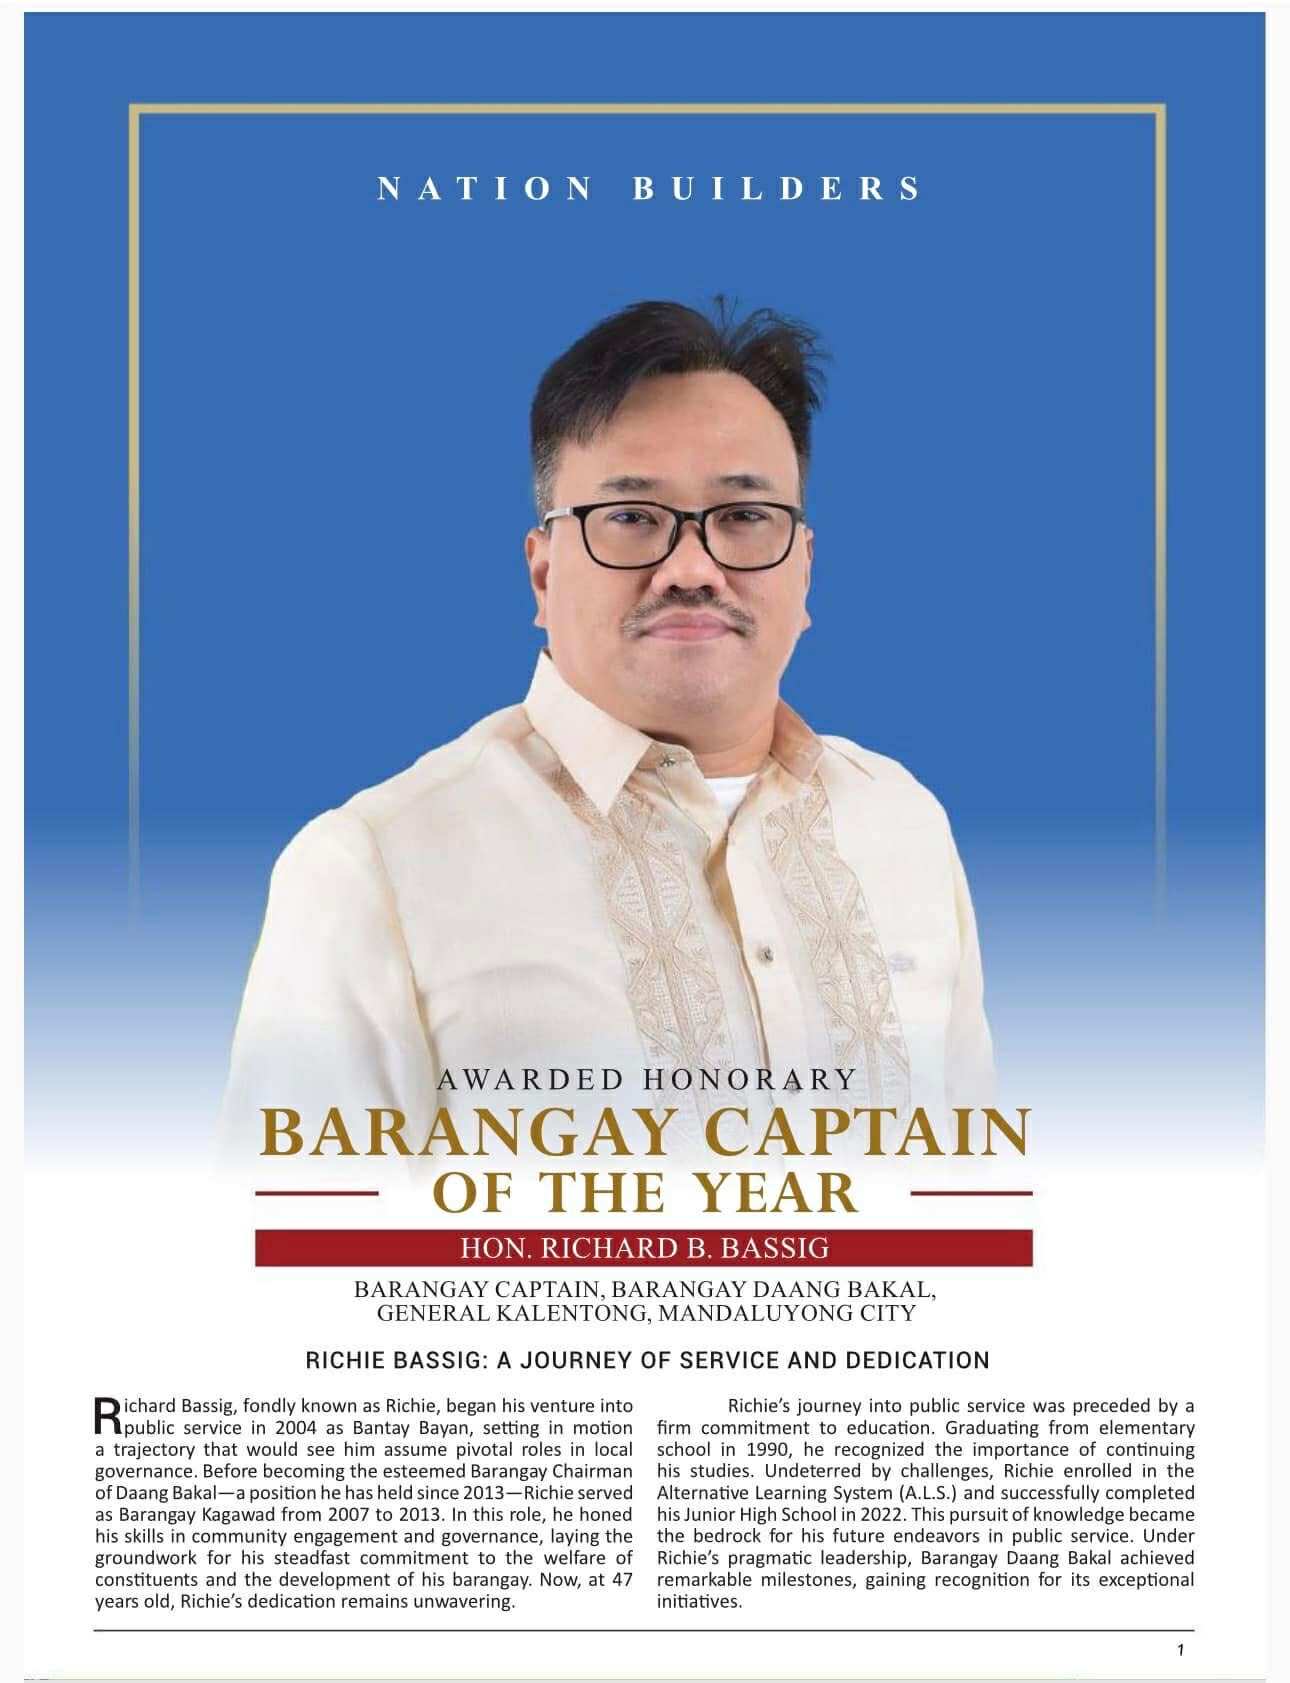 NATION BUILDERS
AWARDED HONORARY
BARANGAY CAPTAIN
OF THE YEAR
HON. RICHARD B. BASSIG
BARANGAY CAPTAIN, BARANGAY DAANG BAKAL,
GENERAL KALENTONG, MANDALUYONG CITY
RICHIE BASSIG: A JOURNEY OF SERVICE AND DEDICATION
Richard Bassig, fondly known as Richie, began his venture into
public service in 2004 as Bantay Bayan, setting in motion
a trajectory that would see him assume pivotal roles in local
governance. Before becoming the esteemed Barangay Chairman
of Daang Bakal—a position he has held since 2013—Richie served
as Barangay Kagawad from 2007 to 2013. In this role, he honed
his skills in community engagement and governance, laying the
groundwork for his steadfast commitment to the welfare of
constituents and the development of his barangay. Now, at 47
years old, Richie's dedication remains unwavering.
Richie's journey into public service was preceded by a
firm commitment to education. Graduating from elementary
school in 1990, he recognized the importance of continuing
his studies. Undeterred by challenges, Richie enrolled in the
Alternative Learning System (A.L.S.) and successfully completed
his Junior High School in 2022. This pursuit of knowledge became
the bedrock for his future endeavors in public service. Under
Richie's pragmatic leadership, Barangay Daang Bakal achieved
remarkable milestones, gaining recognition for its exceptional
initiatives.
1